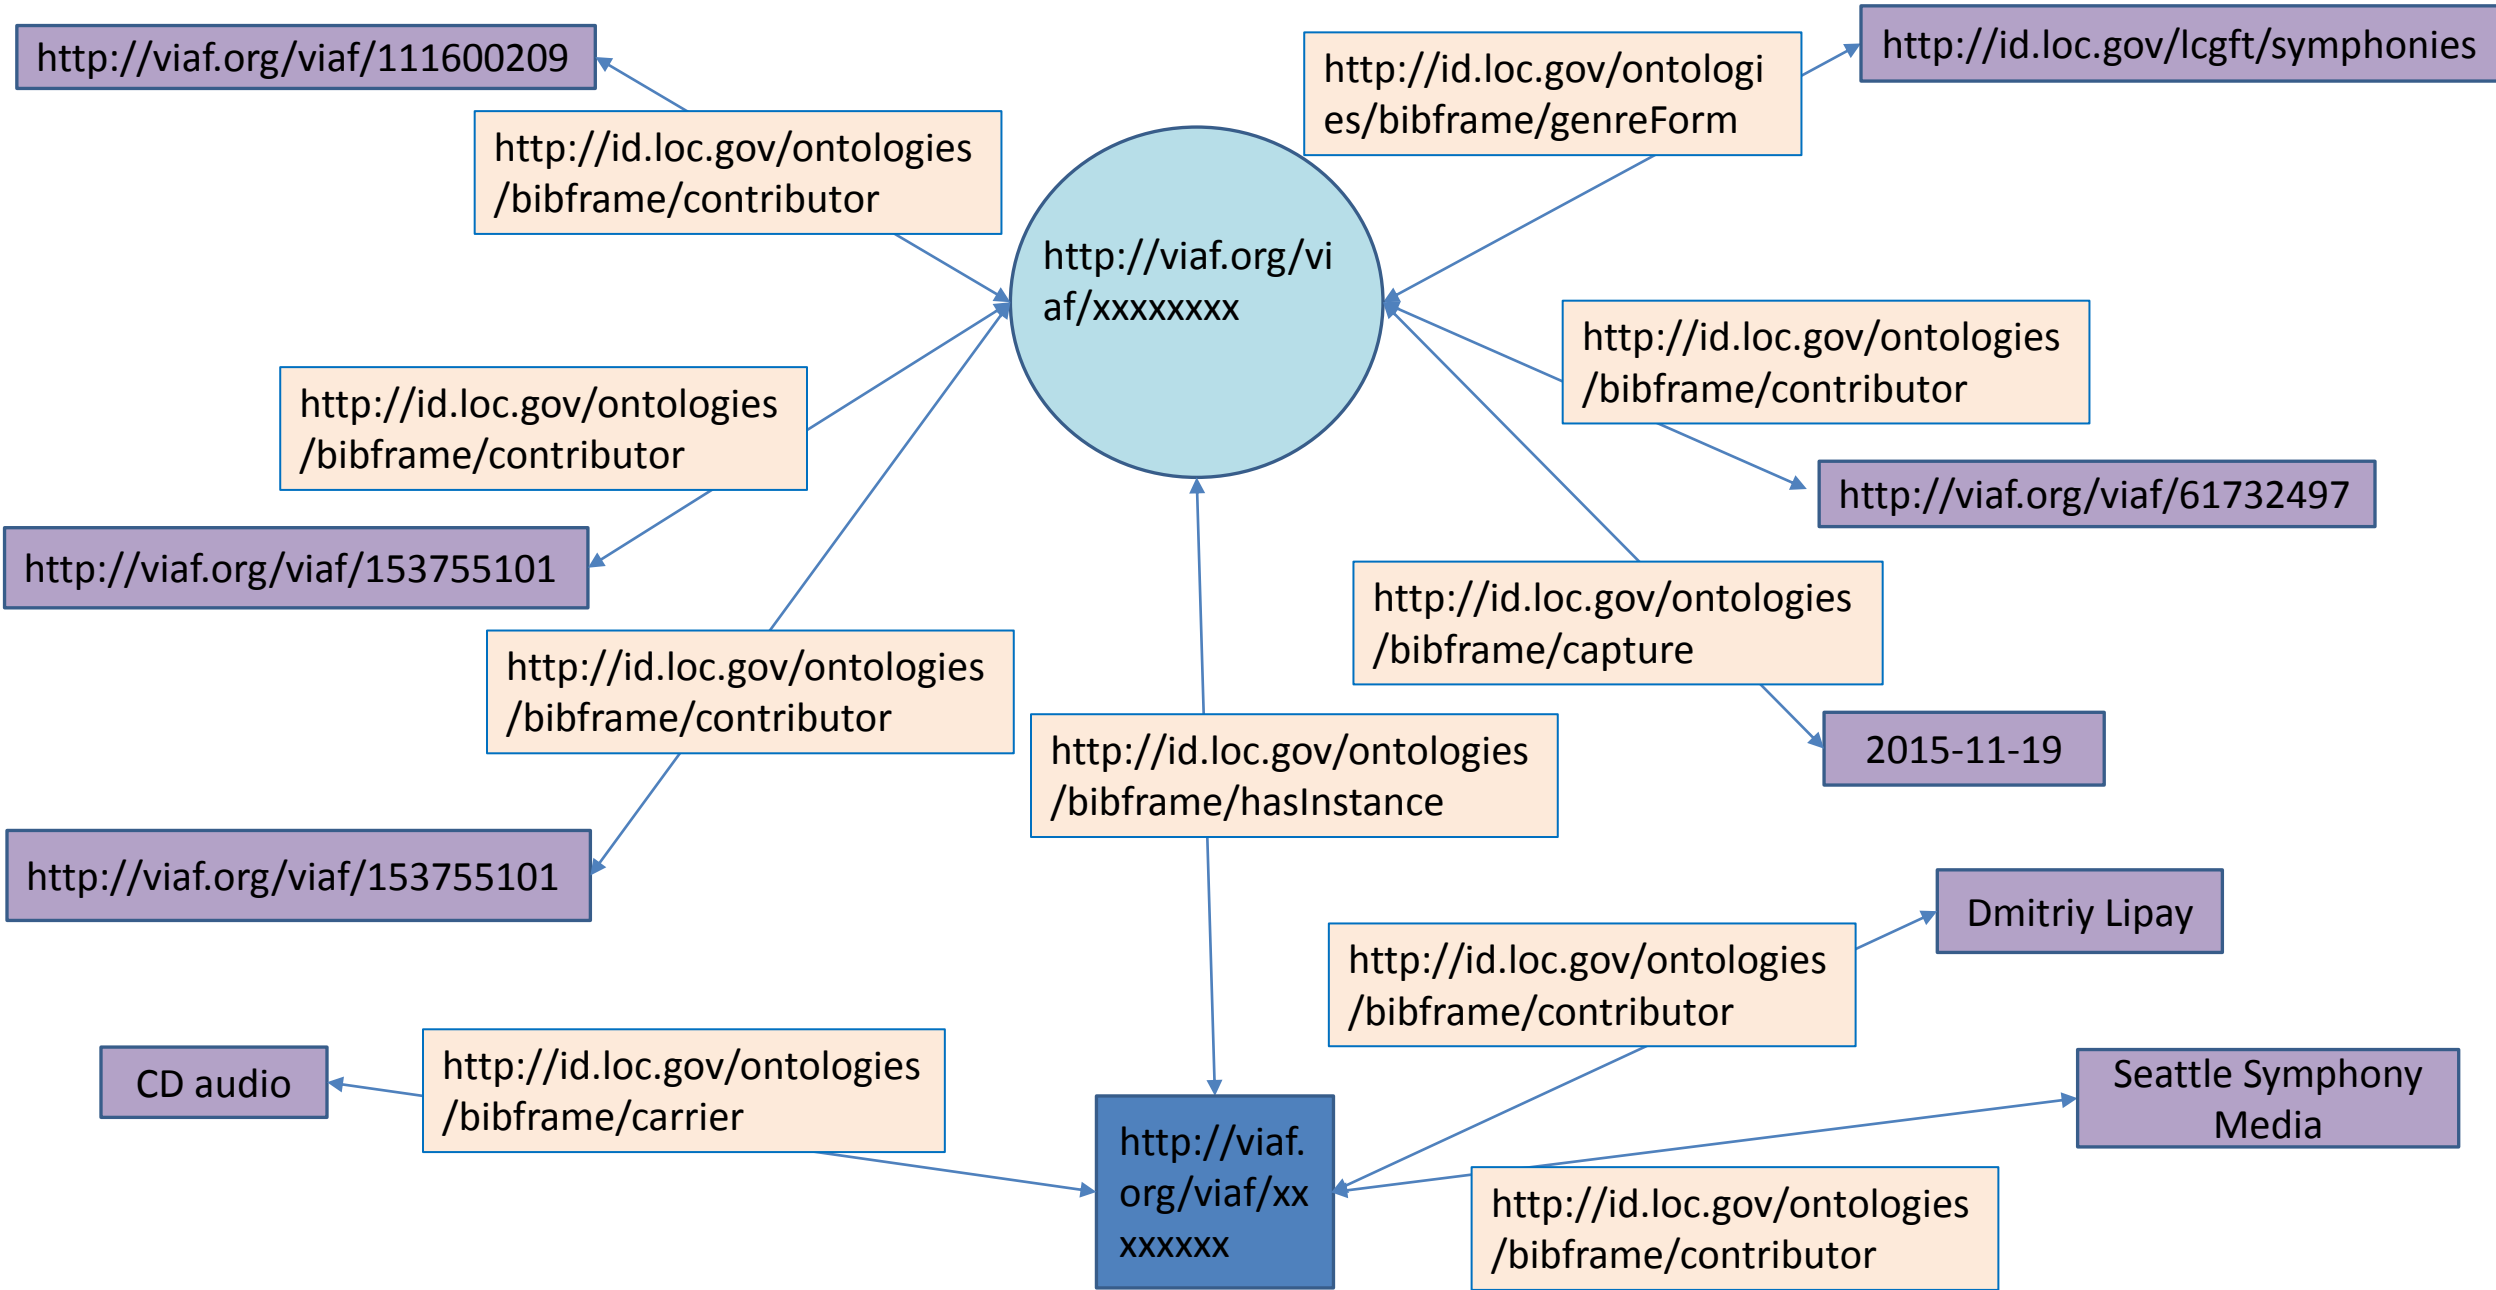 http://viaf.org/viaf/111600209
http://id.loc.gov/ontologies
/bibframe/contributor
http://id.loc.gov/ontologi
es/bibframe/genreForm
http://id.loc.gov/lcgft/symphonies
http://viaf.org/vi
af/xxxxxxxx
http://id.loc.gov/ontologies
/bibframe/contributor
http://id.loc.gov/ontologies
/bibframe/contributor
http://viaf.org/viaf/61732497
http://viaf.org/viaf/153755101
http://id.loc.gov/ontologies
/bibframe/capture
http://id.loc.gov/ontologies
/bibframe/contributor
http://id.loc.gov/ontologies
/bibframe/hasInstance
2015-11-19
http://viaf.org/viaf/153755101
Dmitriy Lipay
http://id.loc.gov/ontologies
/bibframe/contributor
CD audio
http://id.loc.gov/ontologies
/bibframe/carrier
Seattle Symphony
Media
http://viaf.
org/viaf/xx
xxxxxx
http://id.loc.gov/ontologies
/bibframe/contributor